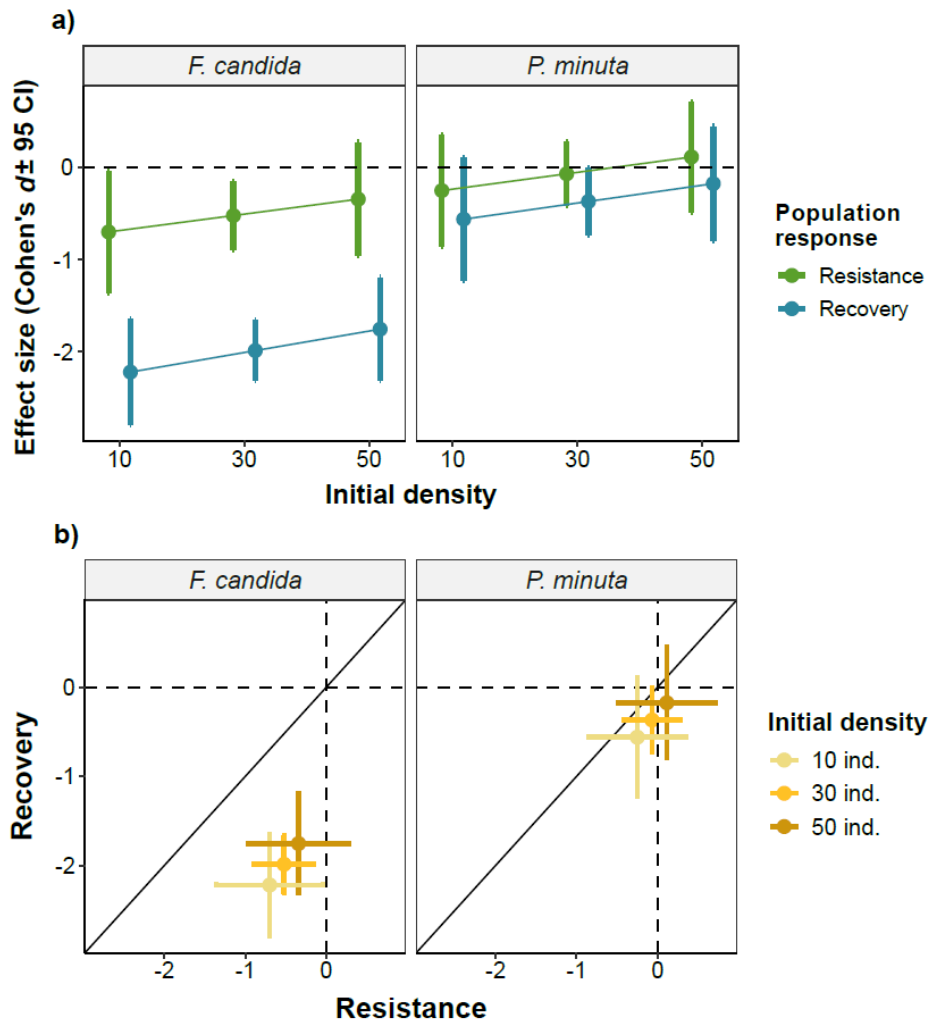 a)
F. candida
P. minuta
Effect size (Cohen's d± 95 CI)
0
-1
-2
10
30
50
10
30
50
Initial density
Population
response
Resistance
Recovery
b)
F. candida
P. minuta
Recovery
0
-1
-2
-2
-1
0
-2
-1
0
Resistance
Initial density
10 ind.
30 ind.
50 ind.